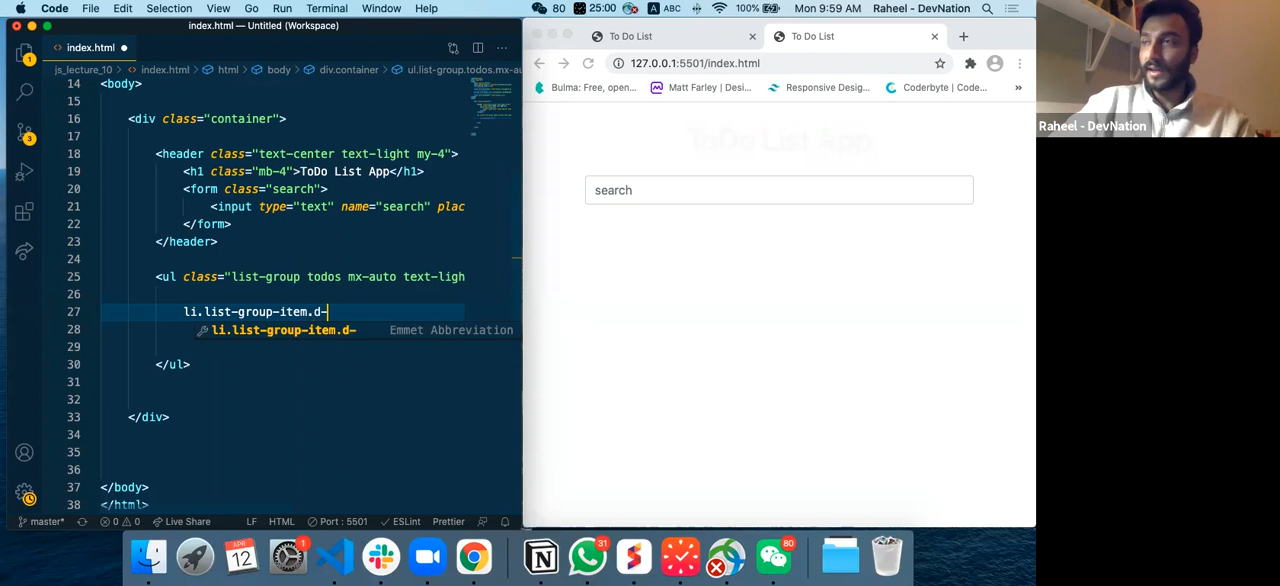 Code File Edit Selection View Go Run Terminal Window Help 80 25:00 A ABC 100% Mon 9:59 AM Raheel - DevNation
index.html — Untitled (Workspace)
index.html
js_lecture_10 > index.html > html > body > div.container > ul.list-group.todos.mx-au
14 <body>
15
16 <div class="container">
17
18 <header class="text-center text-light my-4">
19 <h1 class="mb-4">ToDo List App</h1>
20 <form class="search">
21 <input type="text" name="search" plac
22 </form>
23 </header>
24
25 <ul class="list-group todos mx-auto text-ligh
26
27 li.list-group-item.d-
28 li.list-group-item.d- Emmet Abbreviation
29
30 </ul>
31
32
33 </div>
34
35
36
37 </body>
38 </html>
1
3
master* 0 0 Live Share LF HTML Port : 5501 ESLint Prettier
To Do List
To Do List
127.0.0.1:5501/index.html
Bulma: Free, open...
Matt Farley | Desi...
Responsive Desig...
Coderbyte | Code...
»
ToDo List App
search
Raheel - DevNation
APR
12
1
31
80